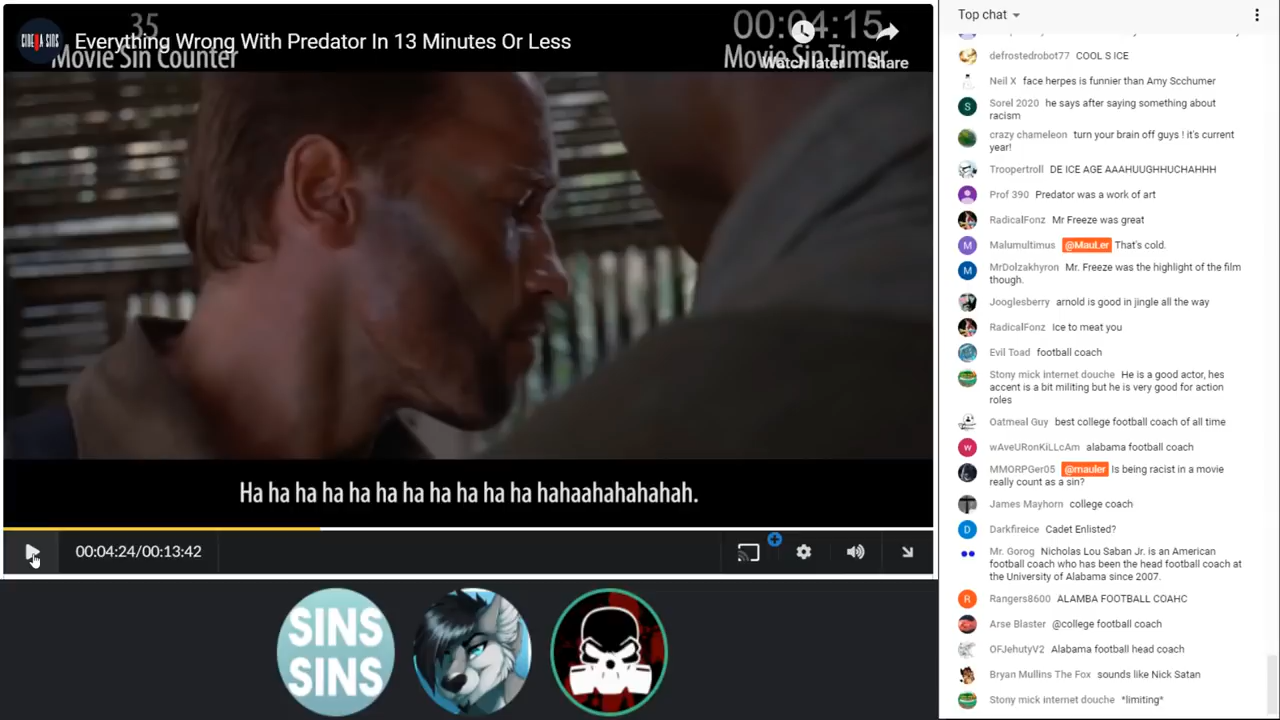 35
00:04:15
CINEMA SINS
Everything Wrong With Predator In 13 Minutes Or Less
Movie Sin Counter
Movie Sin Timer
Watch later
Share
Ha ha ha ha ha ha ha ha ha ha ha hahaahahahahah.
00:04:24/00:13:42
SINS
SINS
Top chat
defrostedrobot77 COOL S ICE
Neil X face herpes is funnier than Amy Scchumer
S
Sorel 2020 he says after saying something about
racism
crazy chameleon turn your brain off guys ! it's current
year!
Troopertroll DE ICE AGE AAAHUUGHHUCHAHHH
Prof 390 Predator was a work of art
RadicalFonz Mr Freeze was great
M
Malumultimus @MauLer That's cold.
M
MrDolzakhyron Mr. Freeze was the highlight of the film
though.
Jooglesberry arnold is good in jingle all the way
RadicalFonz Ice to meat you
Evil Toad football coach
Stony mick internet douche He is a good actor, hes
accent is a bit militing but he is very good for action
roles
Oatmeal Guy best college football coach of all time
w
wAveURonKiLLcAm alabama football coach
MMORPGer05 @mauler Is being racist in a movie
really count as a sin?
James Mayhorn college coach
D
Darkfireice Cadet Enlisted?
Mr. Gorog Nicholas Lou Saban Jr. is an American
football coach who has been the head football coach at
the University of Alabama since 2007.
R
Rangers8600 ALAMBA FOOTBALL COAHC
Arse Blaster @college football coach
OFJehutyV2 Alabama football head coach
Bryan Mullins The Fox sounds like Nick Satan
Stony mick internet douche *limiting*